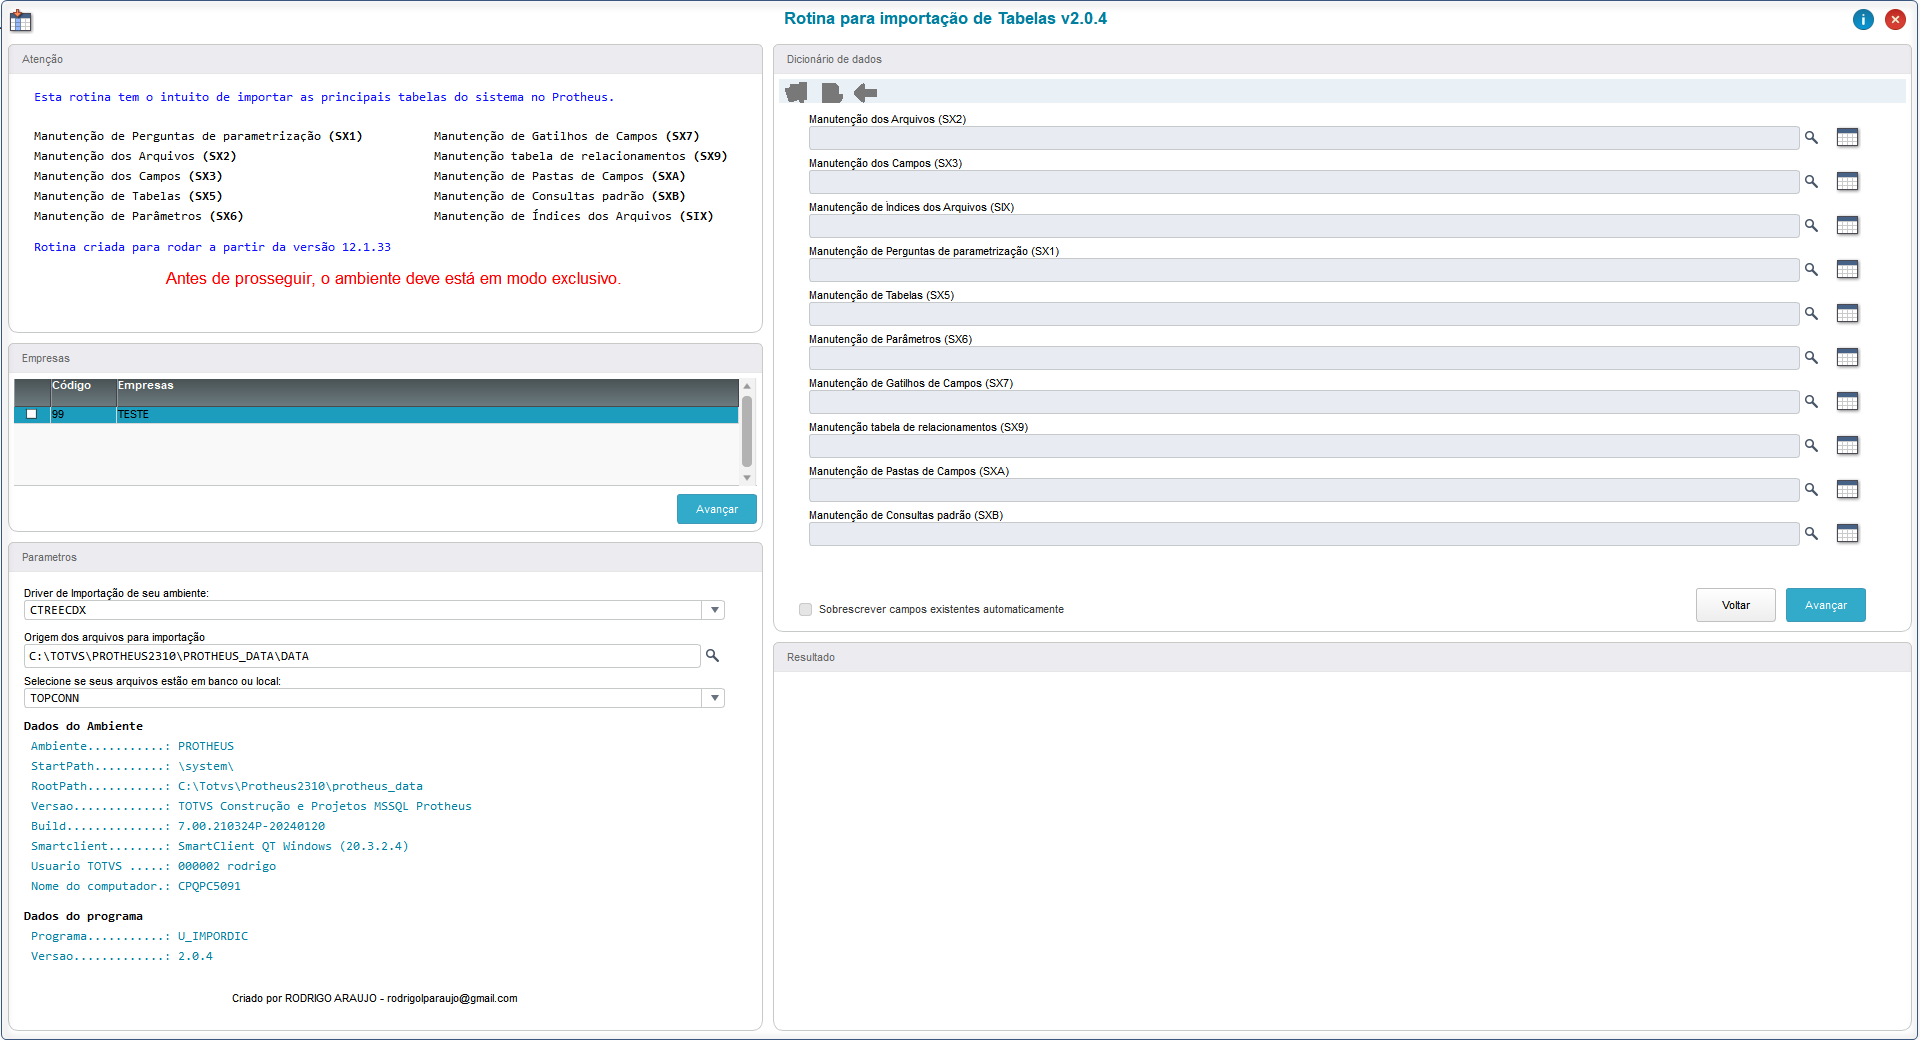 Rotina para importação de Tabelas v2.0.4
Atenção
Esta rotina tem o intuito de importar as principais tabelas do sistema no Protheus.
Manutenção de Perguntas de parametrização (SX1)
Manutenção dos Arquivos (SX2)
Manutenção dos Campos (SX3)
Manutenção de Tabelas (SX5)
Manutenção de Parâmetros (SX6)
Manutenção de Gatilhos de Campos (SX7)
Manutenção tabela de relacionamentos (SX9)
Manutenção de Pastas de Campos (SXA)
Manutenção de Consultas padrão (SXB)
Manutenção de Índices dos Arquivos (SIX)
Rotina criada para rodar a partir da versão 12.1.33
Antes de prosseguir, o ambiente deve está em modo exclusivo.
Empresas
Código Empresas
99 TESTE
Avançar
Parametros
Driver de Importação de seu ambiente:
CTREECDX
Origem dos arquivos para importação
C:\TOTVS\PROTHEUS2310\PROTHEUS_DATA\DATA
Selecione se seus arquivos estão em banco ou local:
TOPCONN
Dados do Ambiente
Ambiente...........: PROTHEUS
StartPath..........: \system\
RootPath...........: C:\Totvs\Protheus2310\protheus_data
Versao.............: TOTVS Construção e Projetos MSSQL Protheus
Build..............: 7.00.210324P-20240120
Smartclient........: SmartClient QT Windows (20.3.2.4)
Usuario TOTVS .....: 000002 rodrigo
Nome do computador.: CPQPC5091
Dados do programa
Programa...........: U_IMPORDIC
Versao.............: 2.0.4
Criado por RODRIGO ARAUJO - rodrigolparaujo@gmail.com
Dicionário de dados
Manutenção dos Arquivos (SX2)
Manutenção dos Campos (SX3)
Manutenção de Índices dos Arquivos (SIX)
Manutenção de Perguntas de parametrização (SX1)
Manutenção de Tabelas (SX5)
Manutenção de Parâmetros (SX6)
Manutenção de Gatilhos de Campos (SX7)
Manutenção tabela de relacionamentos (SX9)
Manutenção de Pastas de Campos (SXA)
Manutenção de Consultas padrão (SXB)
Sobrescrever campos existentes automaticamente
Voltar
Avançar
Resultado